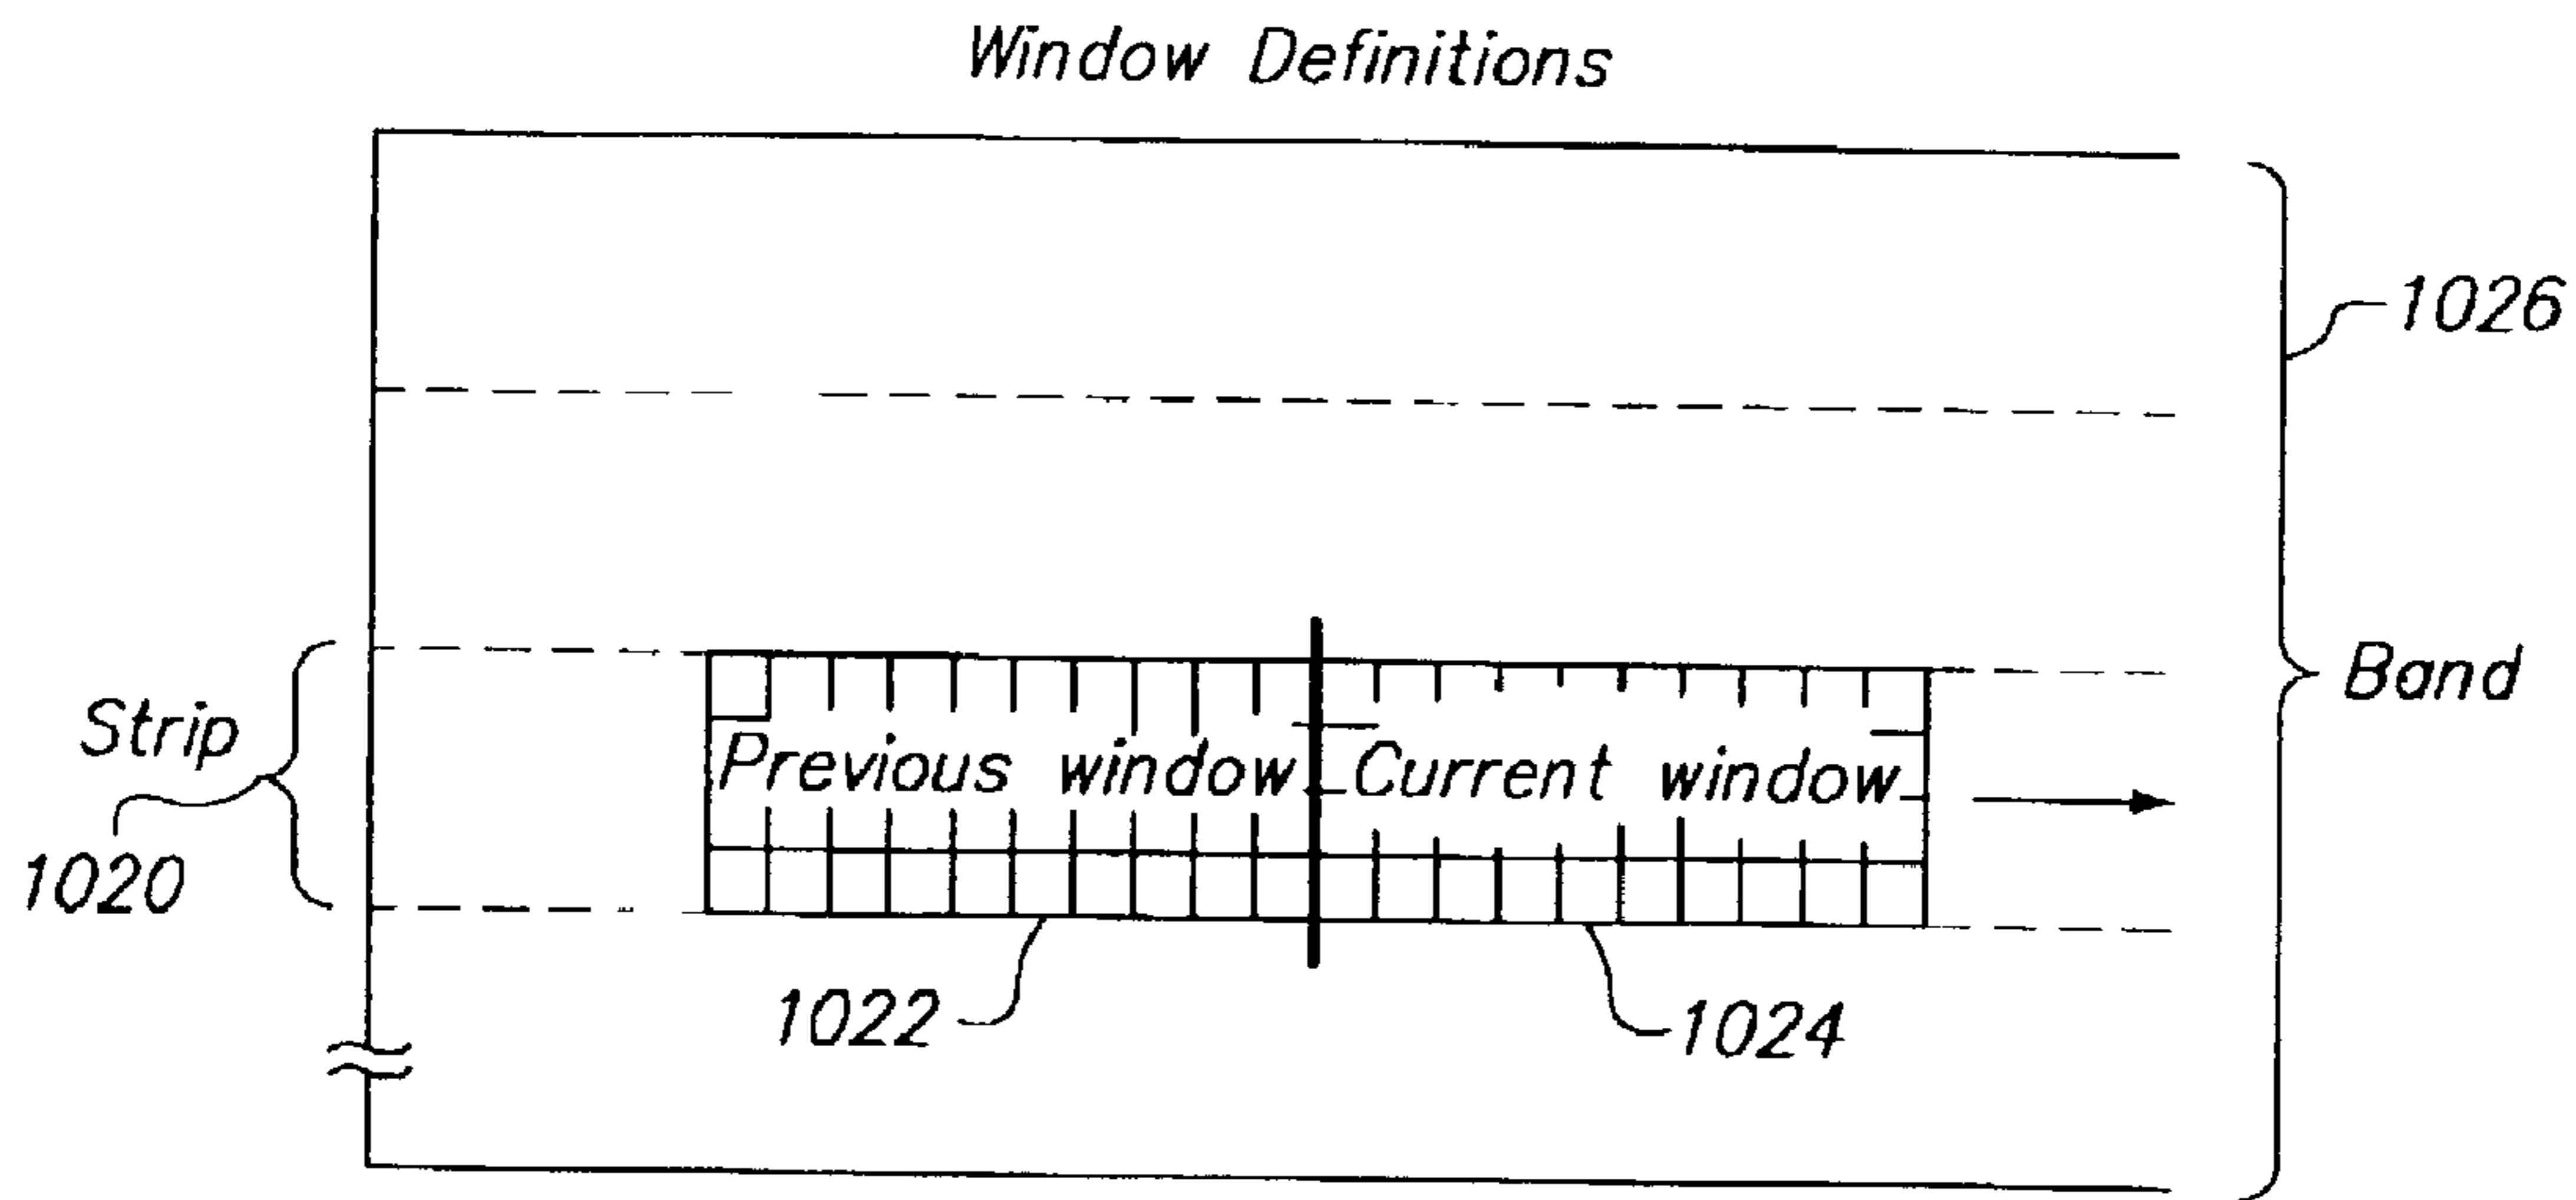 Window Definitions
1026
Band
Strip
1020
Previous window
Current window
1022
1024